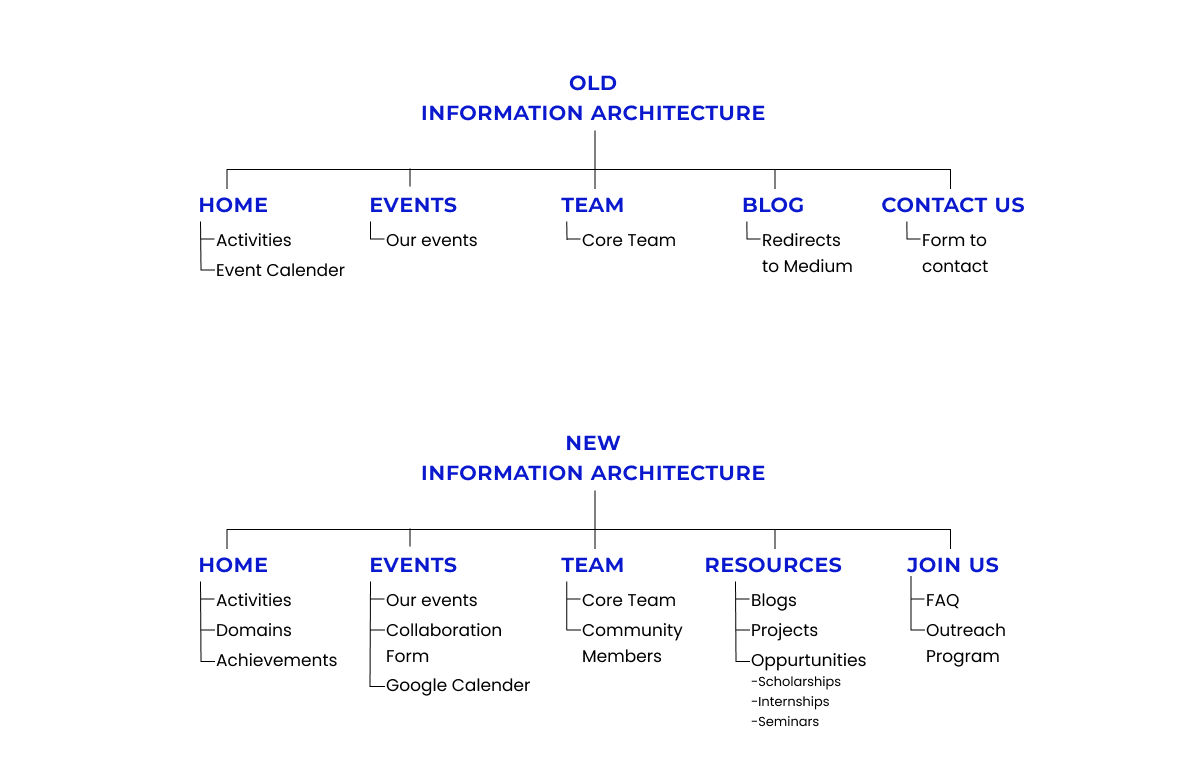 OLD
INFORMATION ARCHITECTURE
HOME
Activities
Event Calender
EVENTS
Our events
TEAM
Core Team
BLOG
Redirects
to Medium
CONTACT US
Form to
contact
NEW
INFORMATION ARCHITECTURE
HOME
Activities
Domains
Achievements
EVENTS
Our events
Collaboration
Form
Google Calender
TEAM
Core Team
Community
Members
RESOURCES
Blogs
Projects
Oppurtunities
-Scholarships
-Internships
-Seminars
JOIN US
FAQ
Outreach
Program